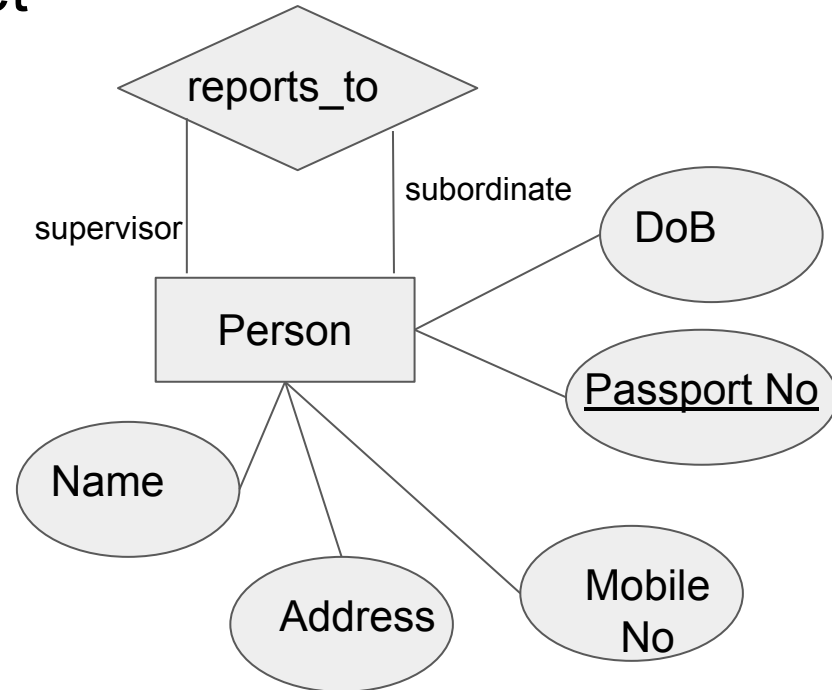 reports_to
subordinate
supervisor
DoB
Person
Passport No
Name
Address
Mobile
No